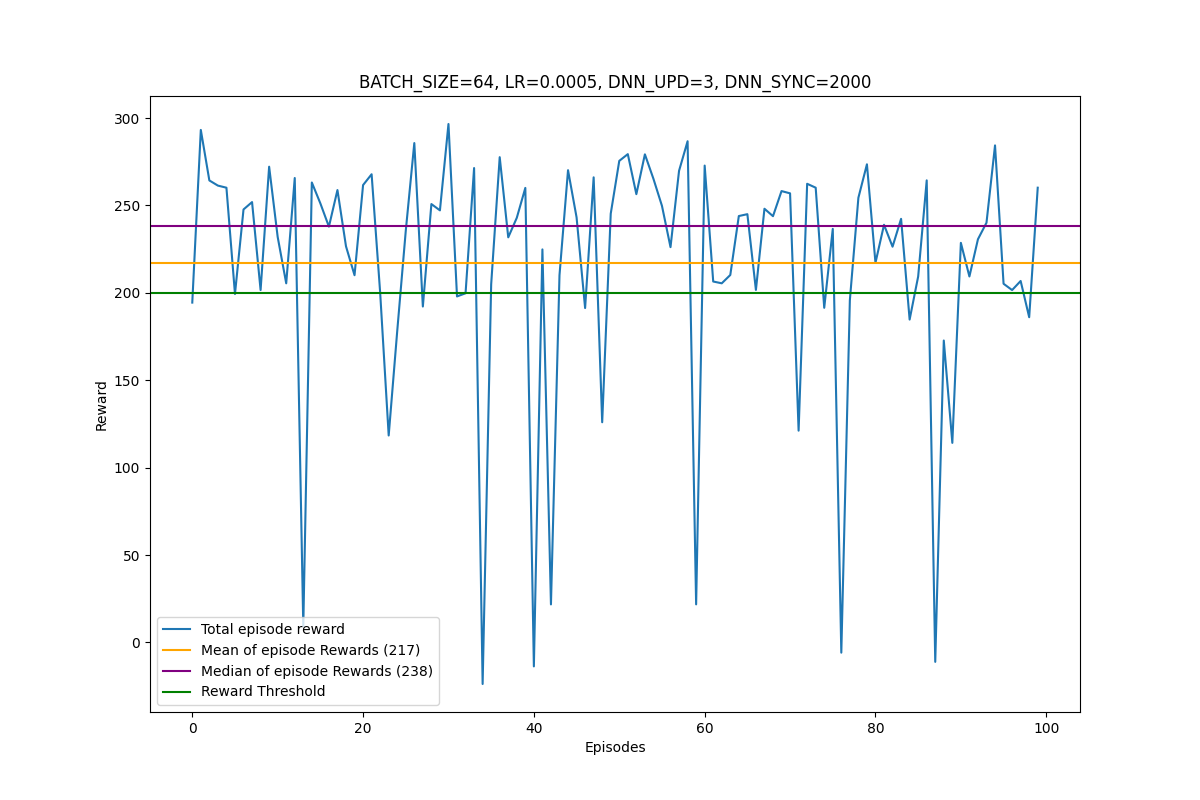 BATCH_SIZE=64, LR=0.0005, DNN_UPD=3, DNN_SYNC=2000
300
250
200
150
100
50
0
Reward
Total episode reward
Mean of episode Rewards (217)
Median of episode Rewards (238)
Reward Threshold
0 20 40 60 80 100
Episodes